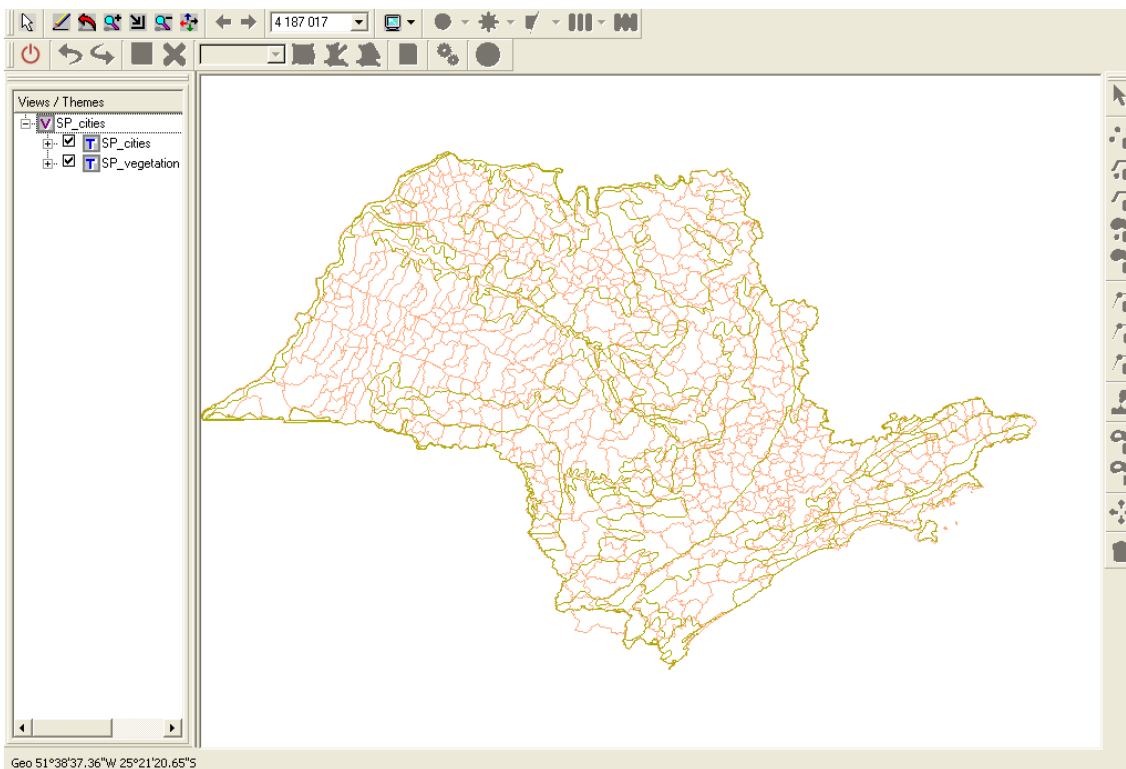 4 187 017
Views / Themes
V SP_cities
T SP_cities
T SP_vegetation
Geo 51°38'37.36"W 25°21'20.65"S